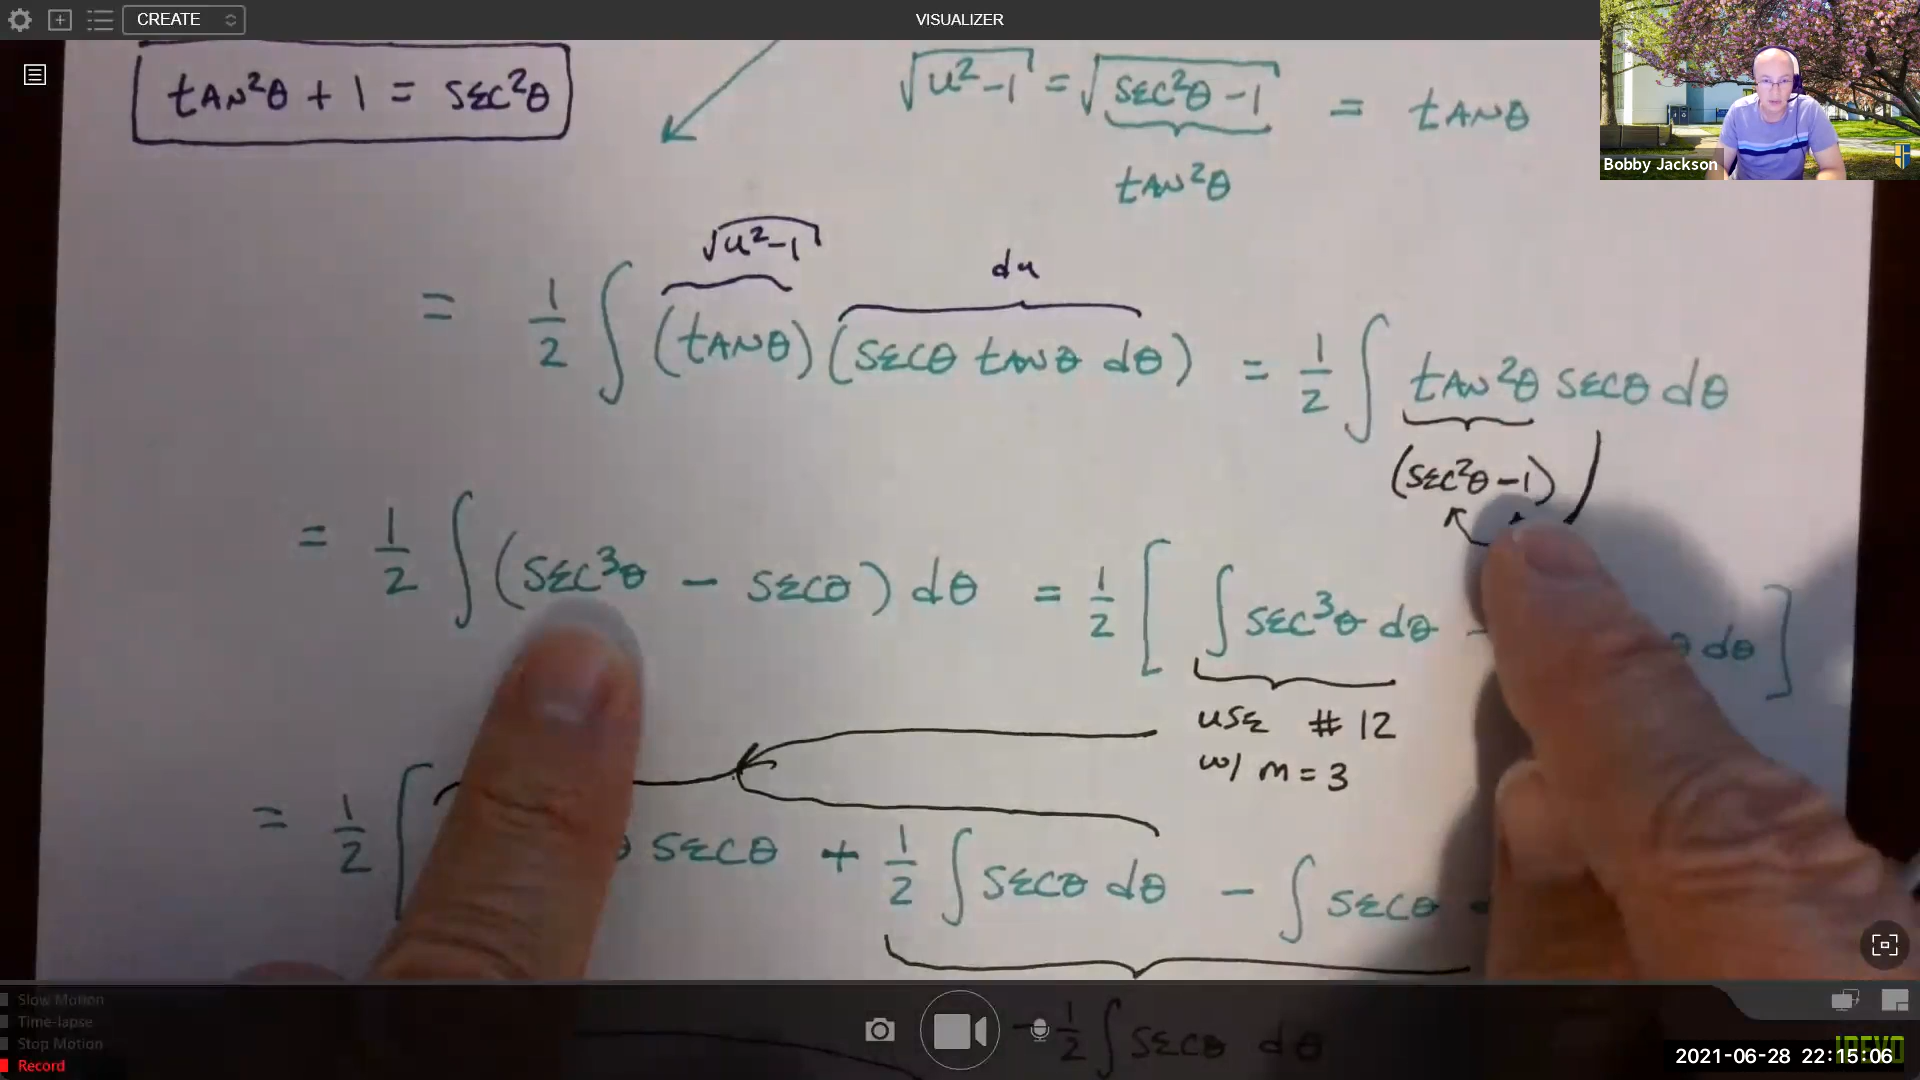 CREATE
VISUALIZER
tan²θ + 1 = sec²θ
√u²-1 = √sec²θ -1 = tanθ
tan²θ
Bobby Jackson
√u²-1
du
= 1/2 ∫ (tanθ) (secθ tanθ dθ) = 1/2 ∫ tan²θ secθ dθ
(sec²θ -1)
= 1/2 ∫ (sec³θ - secθ) dθ = 1/2 [ ∫ sec³θ dθ - dθ ]
use # 12
w/ m = 3
= 1/2 [ secθ + 1/2 ∫ secθ dθ - ∫ secθ
- 1/2 ∫ secθ dθ
Slow Motion
Time-lapse
Stop Motion
Record
2021-06-28 22:15:06